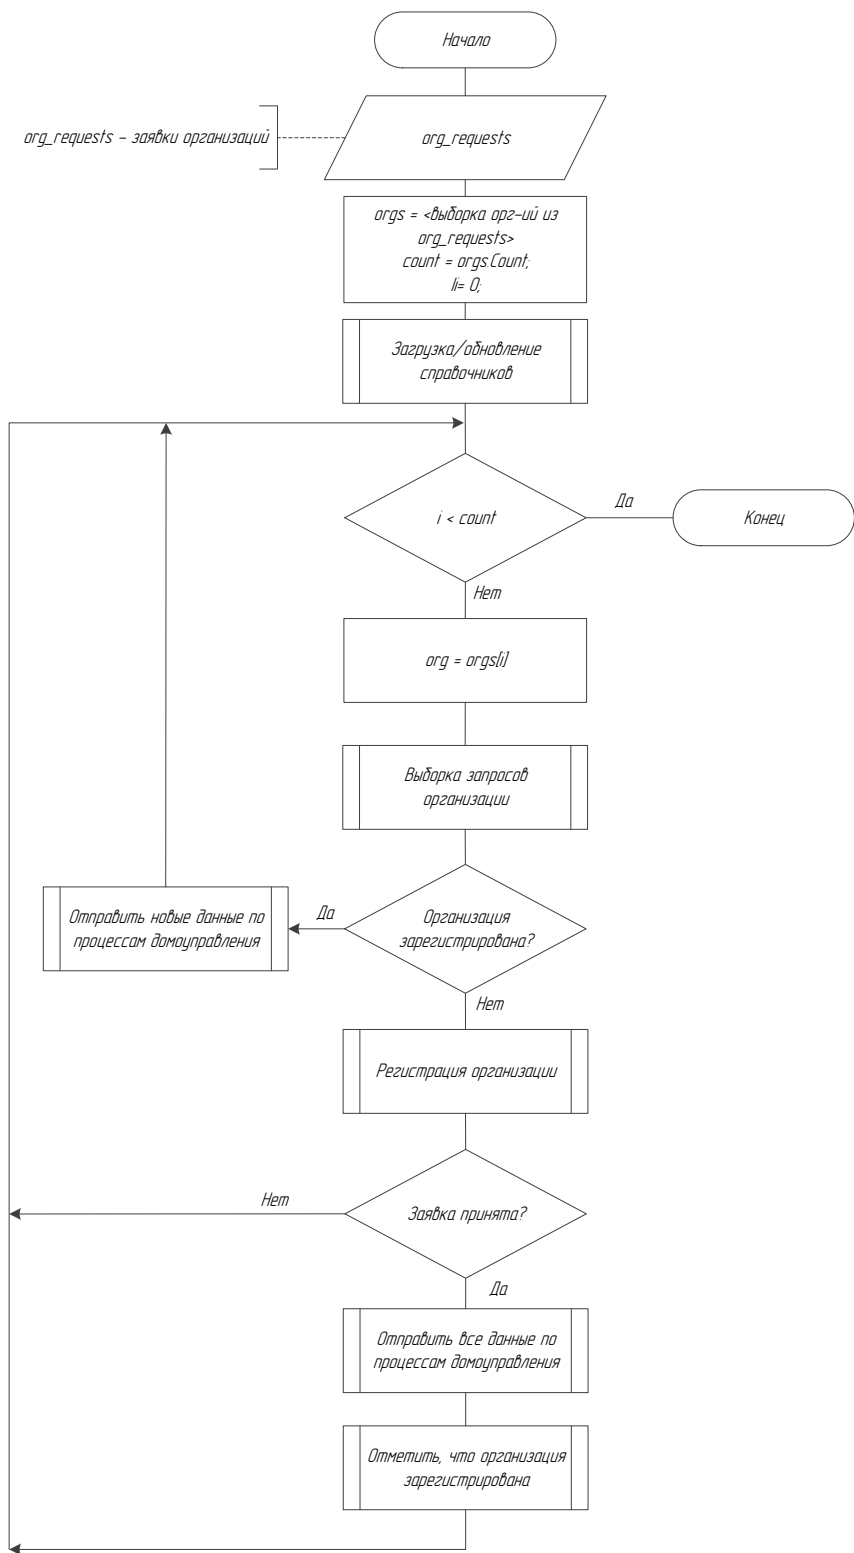 Начало
org_requests – заявки организаций
org_requests
orgs = <выборка орг-ий из
org_requests>
count = orgs.Count;
Ii= 0;
Загрузка/обновление
справочников
i < count
Да
Конец
Нет
org = orgs[i]
Выборка запросов
организации
Отправить новые данные по
процессам домоуправления
Да
Организация
зарегистрирована?
Нет
Регистрация организации
Нет
Заявка принята?
Да
Отправить все данные по
процессам домоуправления
Отметить, что организация
зарегистрирована